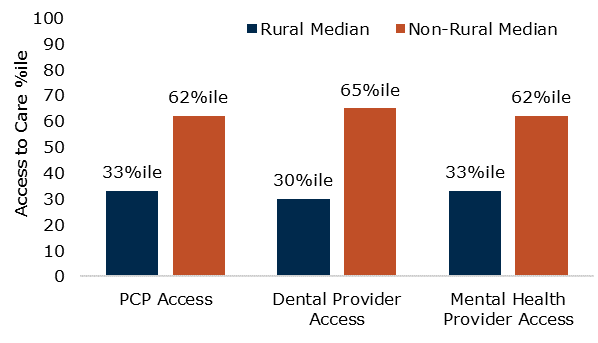 Rural Median
Non-Rural Median
Access to Care %ile
100
90
80
70
60
50
40
30
20
10
0
33%ile
62%ile
30%ile
65%ile
33%ile
62%ile
PCP Access
Dental Provider
Access
Mental Health
Provider Access